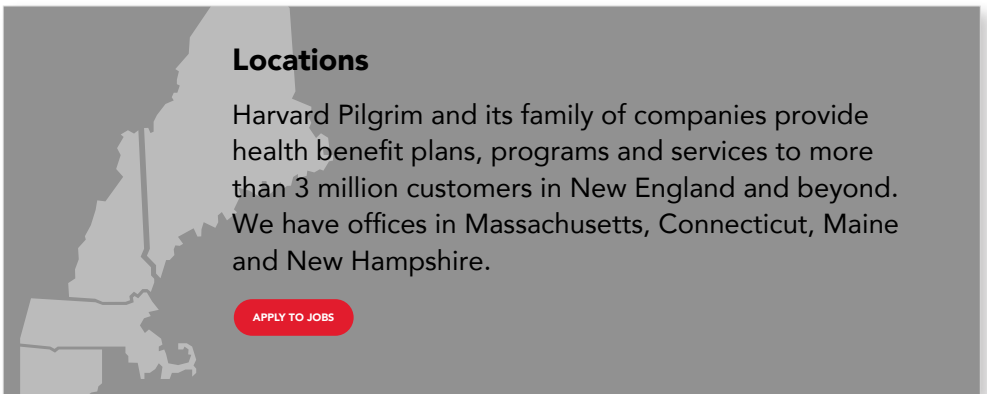 Locations
Harvard Pilgrim and its family of companies provide
health benefit plans, programs and services to more
than 3 million customers in New England and beyond.
We have offices in Massachusetts, Connecticut, Maine
and New Hampshire.
APPLY TO JOBS